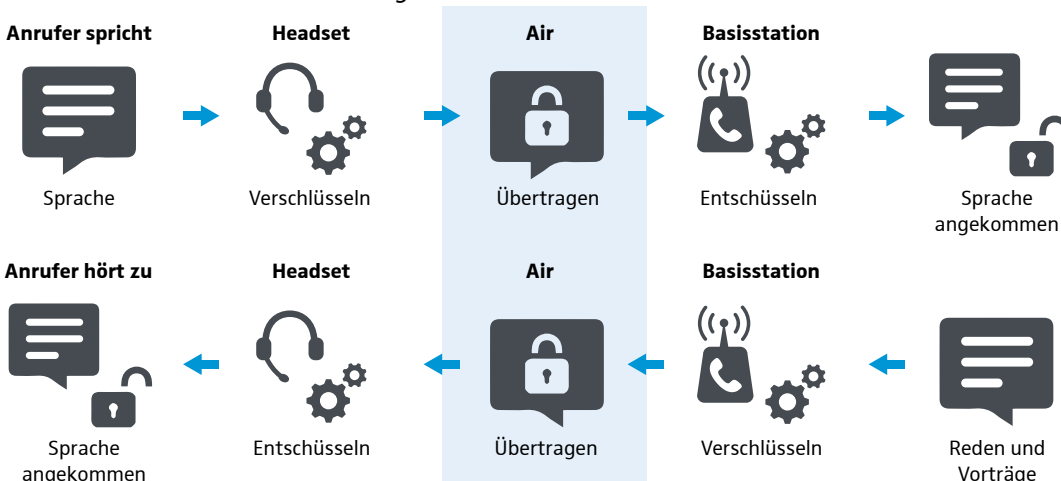 Anrufer spricht
Headset
Air
Basisstation
Sprache
Verschlüsseln
Übertragen
Entschüsseln
Sprache
angekommen
Anrufer hört zu
Headset
Air
Basisstation
Sprache
angekommen
Entschüsseln
Übertragen
Verschlüsseln
Reden und
Vorträge